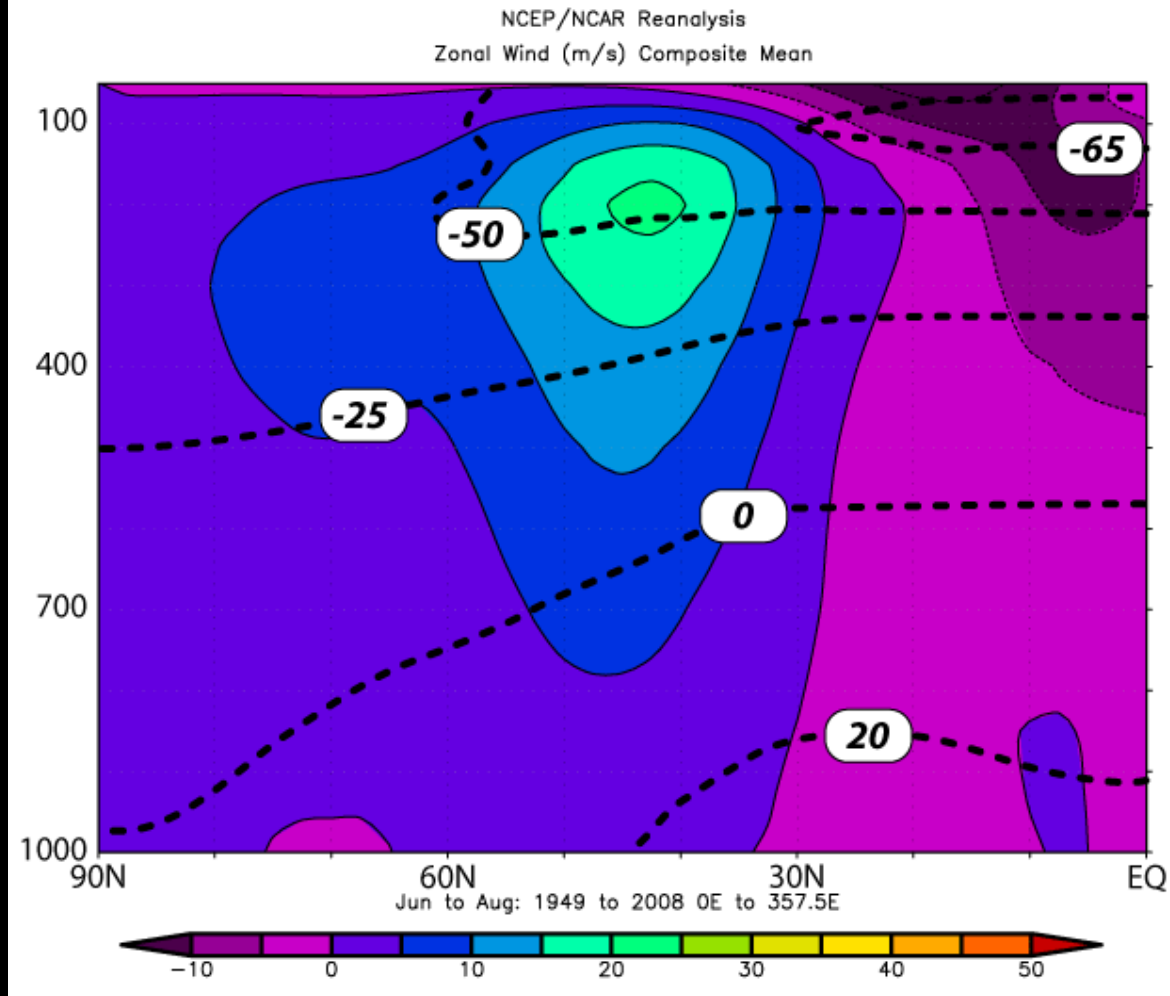 NCEP/NCAR Reanalysis
Zonal Wind (m/s) Composite Mean
100
-65
-50
400
-25
0
700
20
1000
90N 60N 30N EQ
Jun to Aug: 1949 to 2008 0E to 357.5E
-10 0 10 20 30 40 50